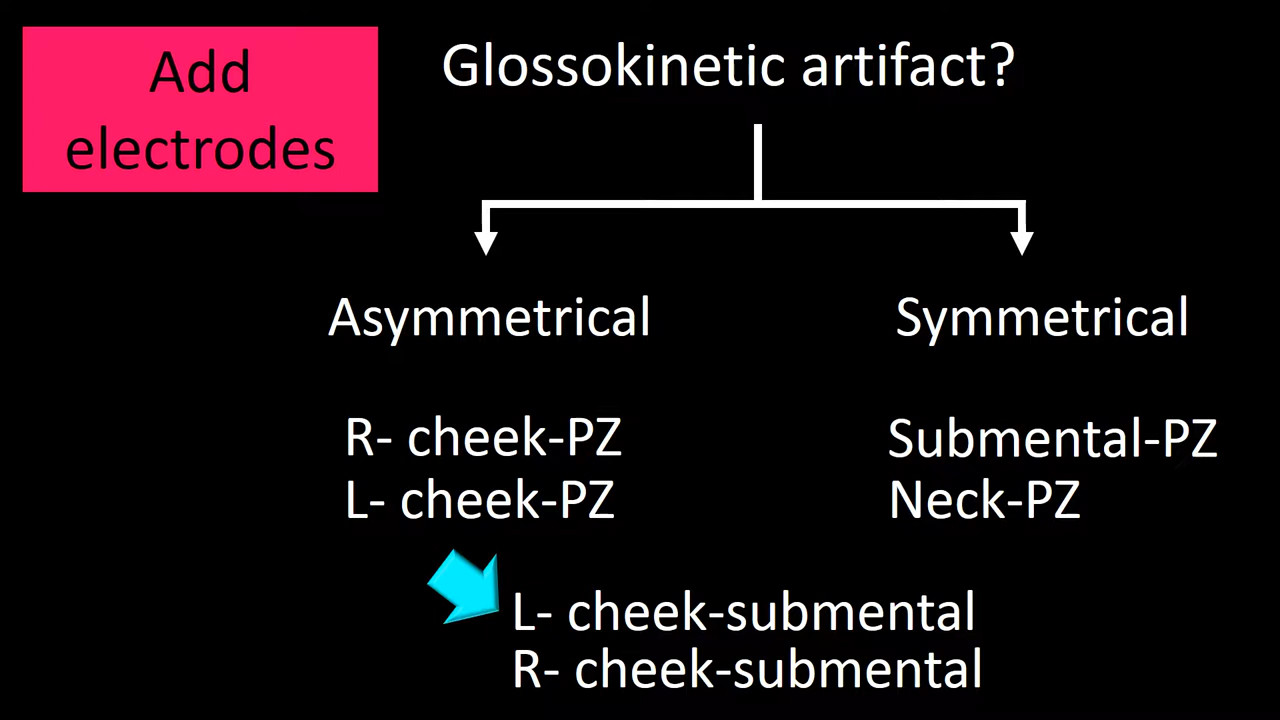 Add
electrodes
Glossokinetic artifact?
Asymmetrical
Symmetrical
R- cheek-PZ
L- cheek-PZ
Submental-PZ
Neck-PZ
L- cheek-submental
R- cheek-submental